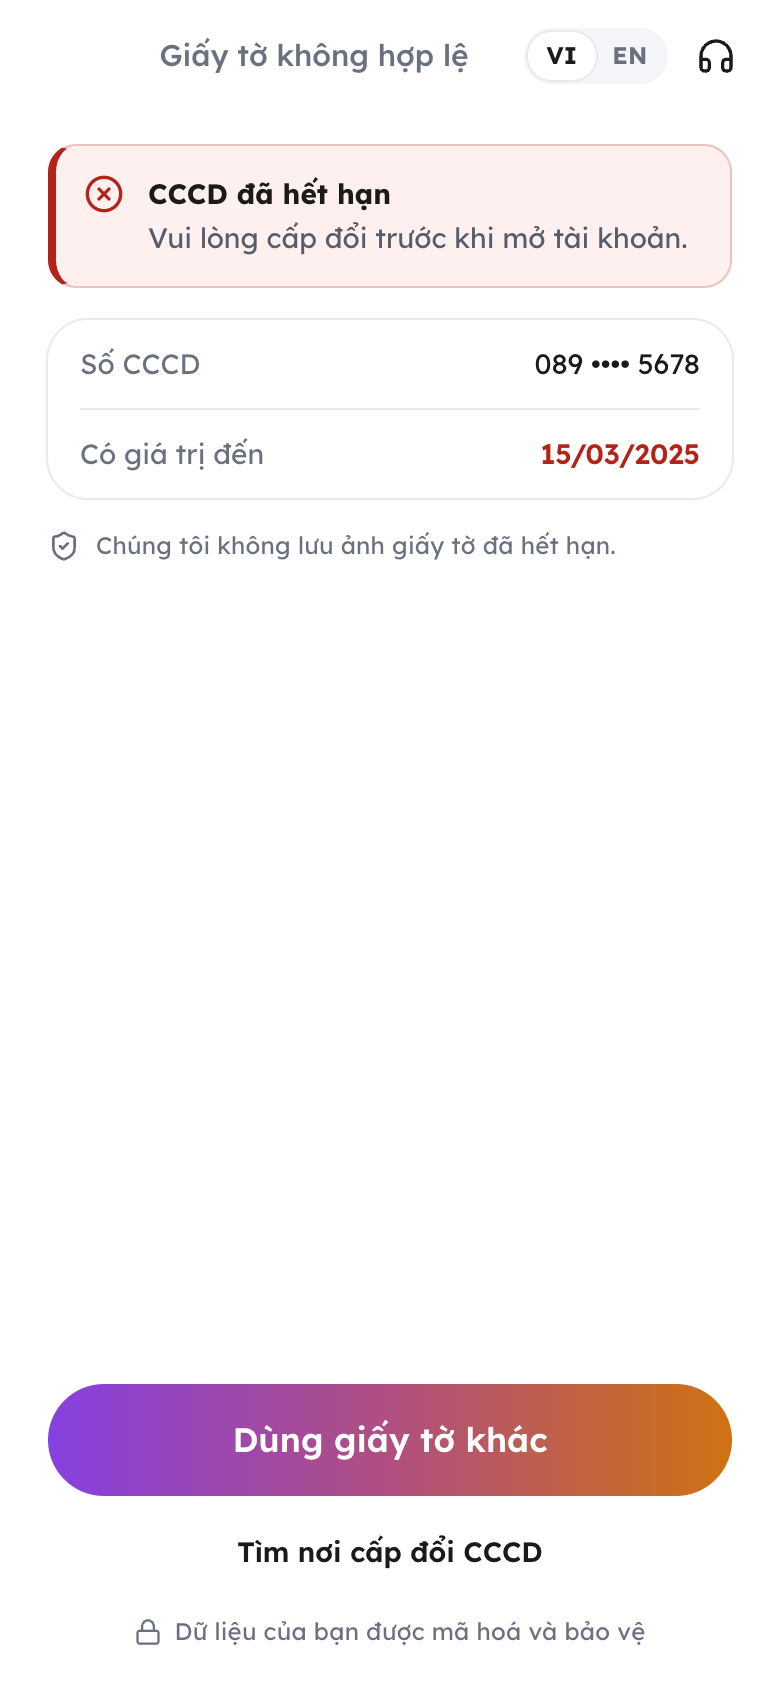 Giấy tờ không hợp lệ
VI EN
CCCD đã hết hạn
Vui lòng cấp đổi trước khi mở tài khoản.
Số CCCD 089 •••• 5678
Có giá trị đến 15/03/2025
Chúng tôi không lưu ảnh giấy tờ đã hết hạn.
Dùng giấy tờ khác
Tìm nơi cấp đổi CCCD
Dữ liệu của bạn được mã hoá và bảo vệ